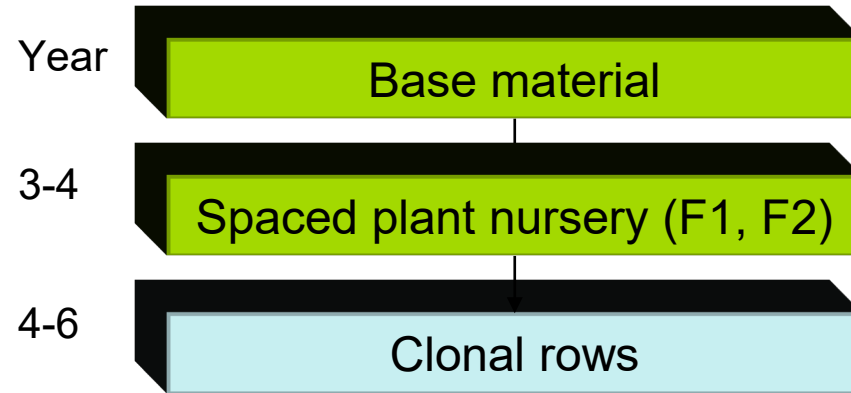 Year
Base material
3-4
Spaced plant nursery (F1, F2)
4-6
Clonal rows